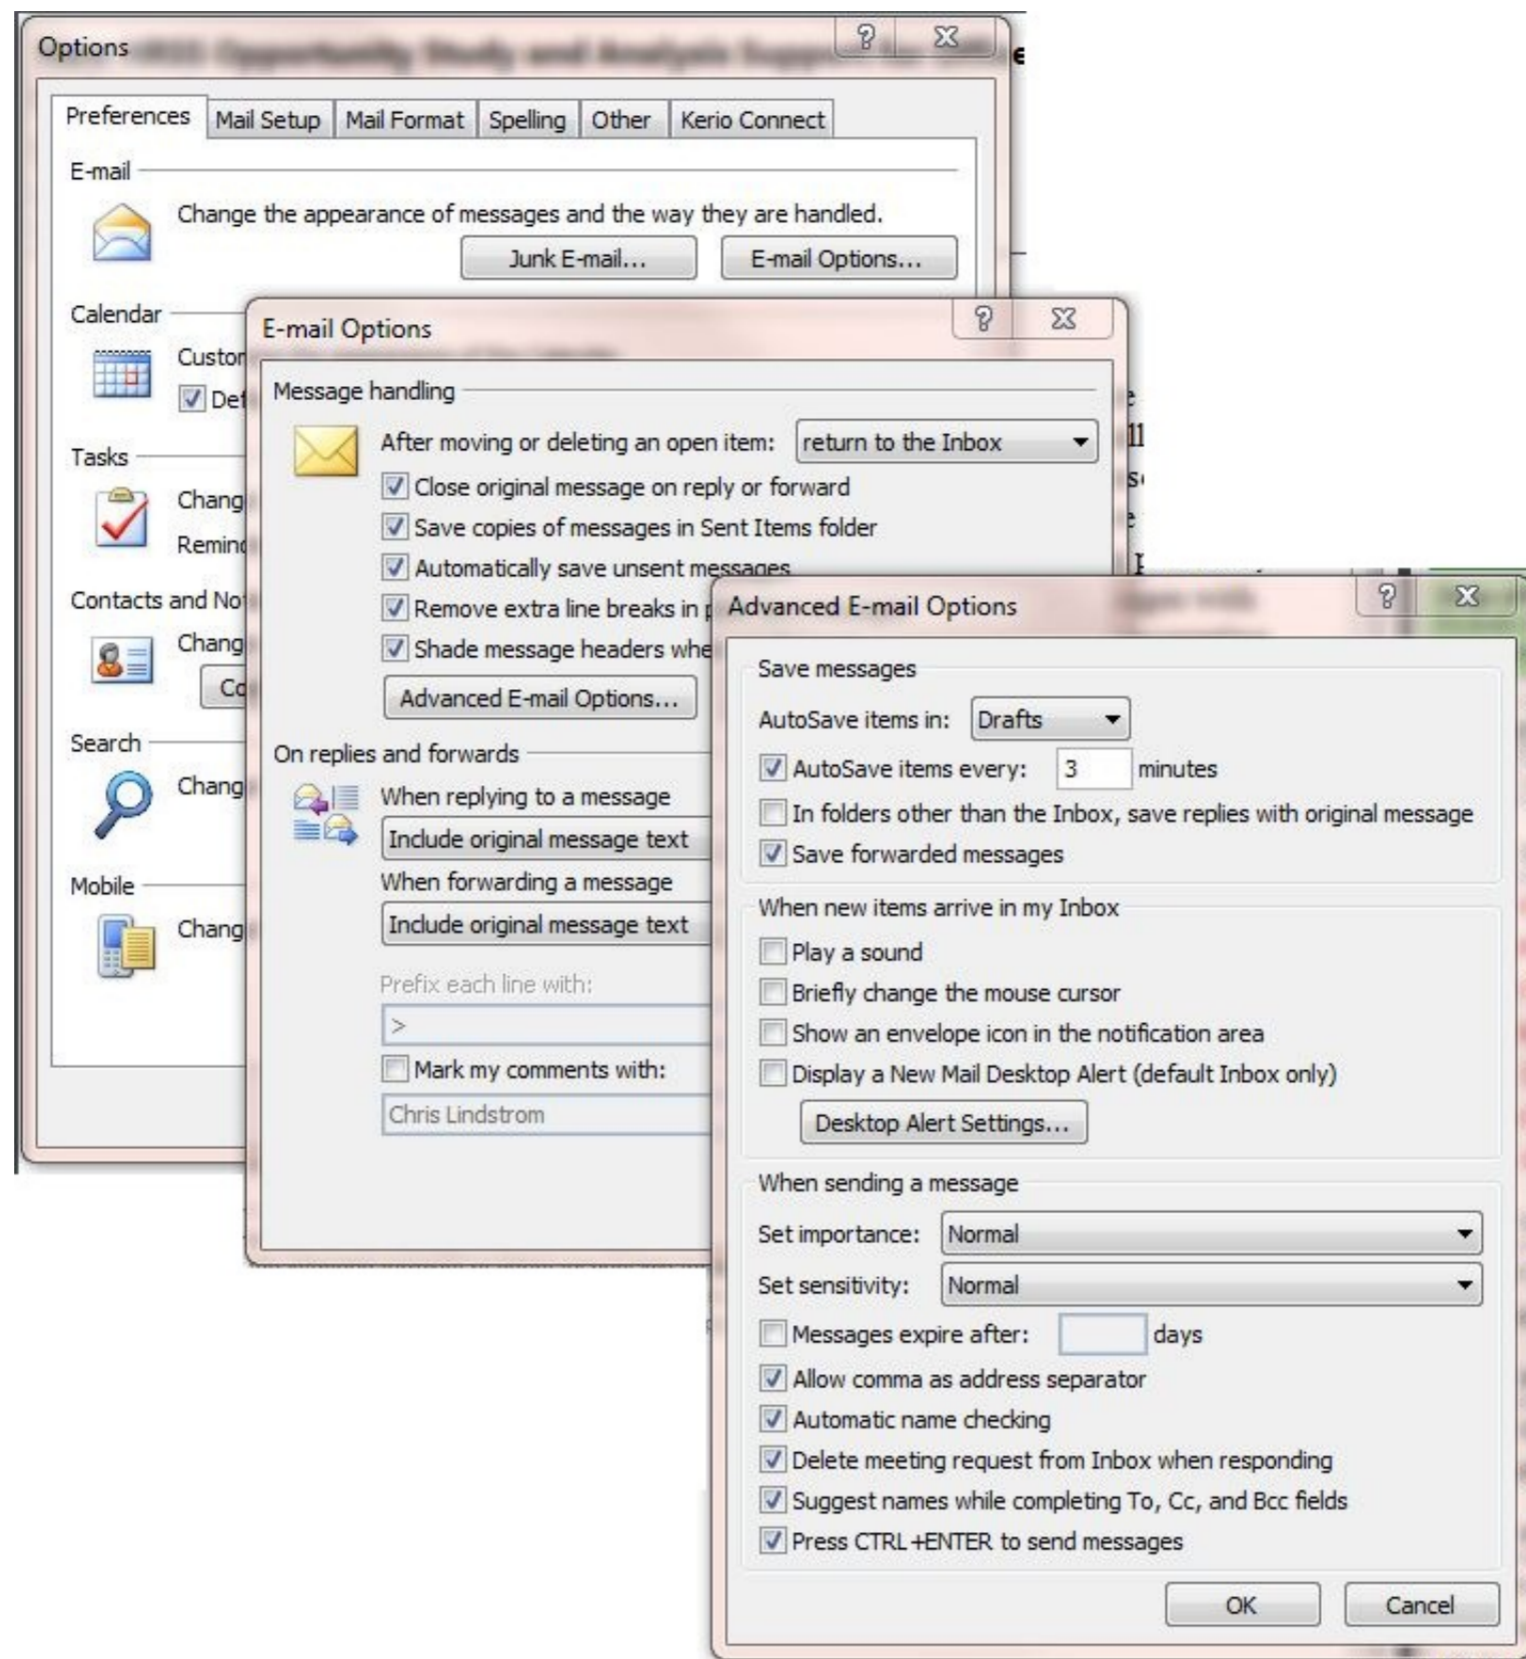 Options
Preferences Mail Setup Mail Format Spelling Other Kerio Connect
E-mail
Change the appearance of messages and the way they are handled.
Junk E-mail... E-mail Options...
Calendar
Tasks
Search
Mobile
E-mail Options
Message handling
After moving or deleting an open item: return to the Inbox
Close original message on reply or forward
Save copies of messages in Sent Items folder
Automatically save unsent messages
Remove extra line breaks in
Shade message headers
Advanced E-mail Options...
On replies and forwards
When replying to a message
Include original message text
When forwarding a message
Include original message text
Prefix each line with:
>
Mark my comments with:
Chris Lindstrom
Advanced E-mail Options
Save messages
AutoSave items in: Drafts
AutoSave items every: 3 minutes
In folders other than the Inbox, save replies with original message
Save forwarded messages
When new items arrive in my Inbox
Play a sound
Briefly change the mouse cursor
Show an envelope icon in the notification area
Display a New Mail Desktop Alert (default Inbox only)
Desktop Alert Settings...
When sending a message
Set importance: Normal
Set sensitivity: Normal
Messages expire after: days
Allow comma as address separator
Automatic name checking
Delete meeting request from Inbox when responding
Suggest names while completing To, Cc, and Bcc fields
Press CTRL+ENTER to send messages
OK Cancel